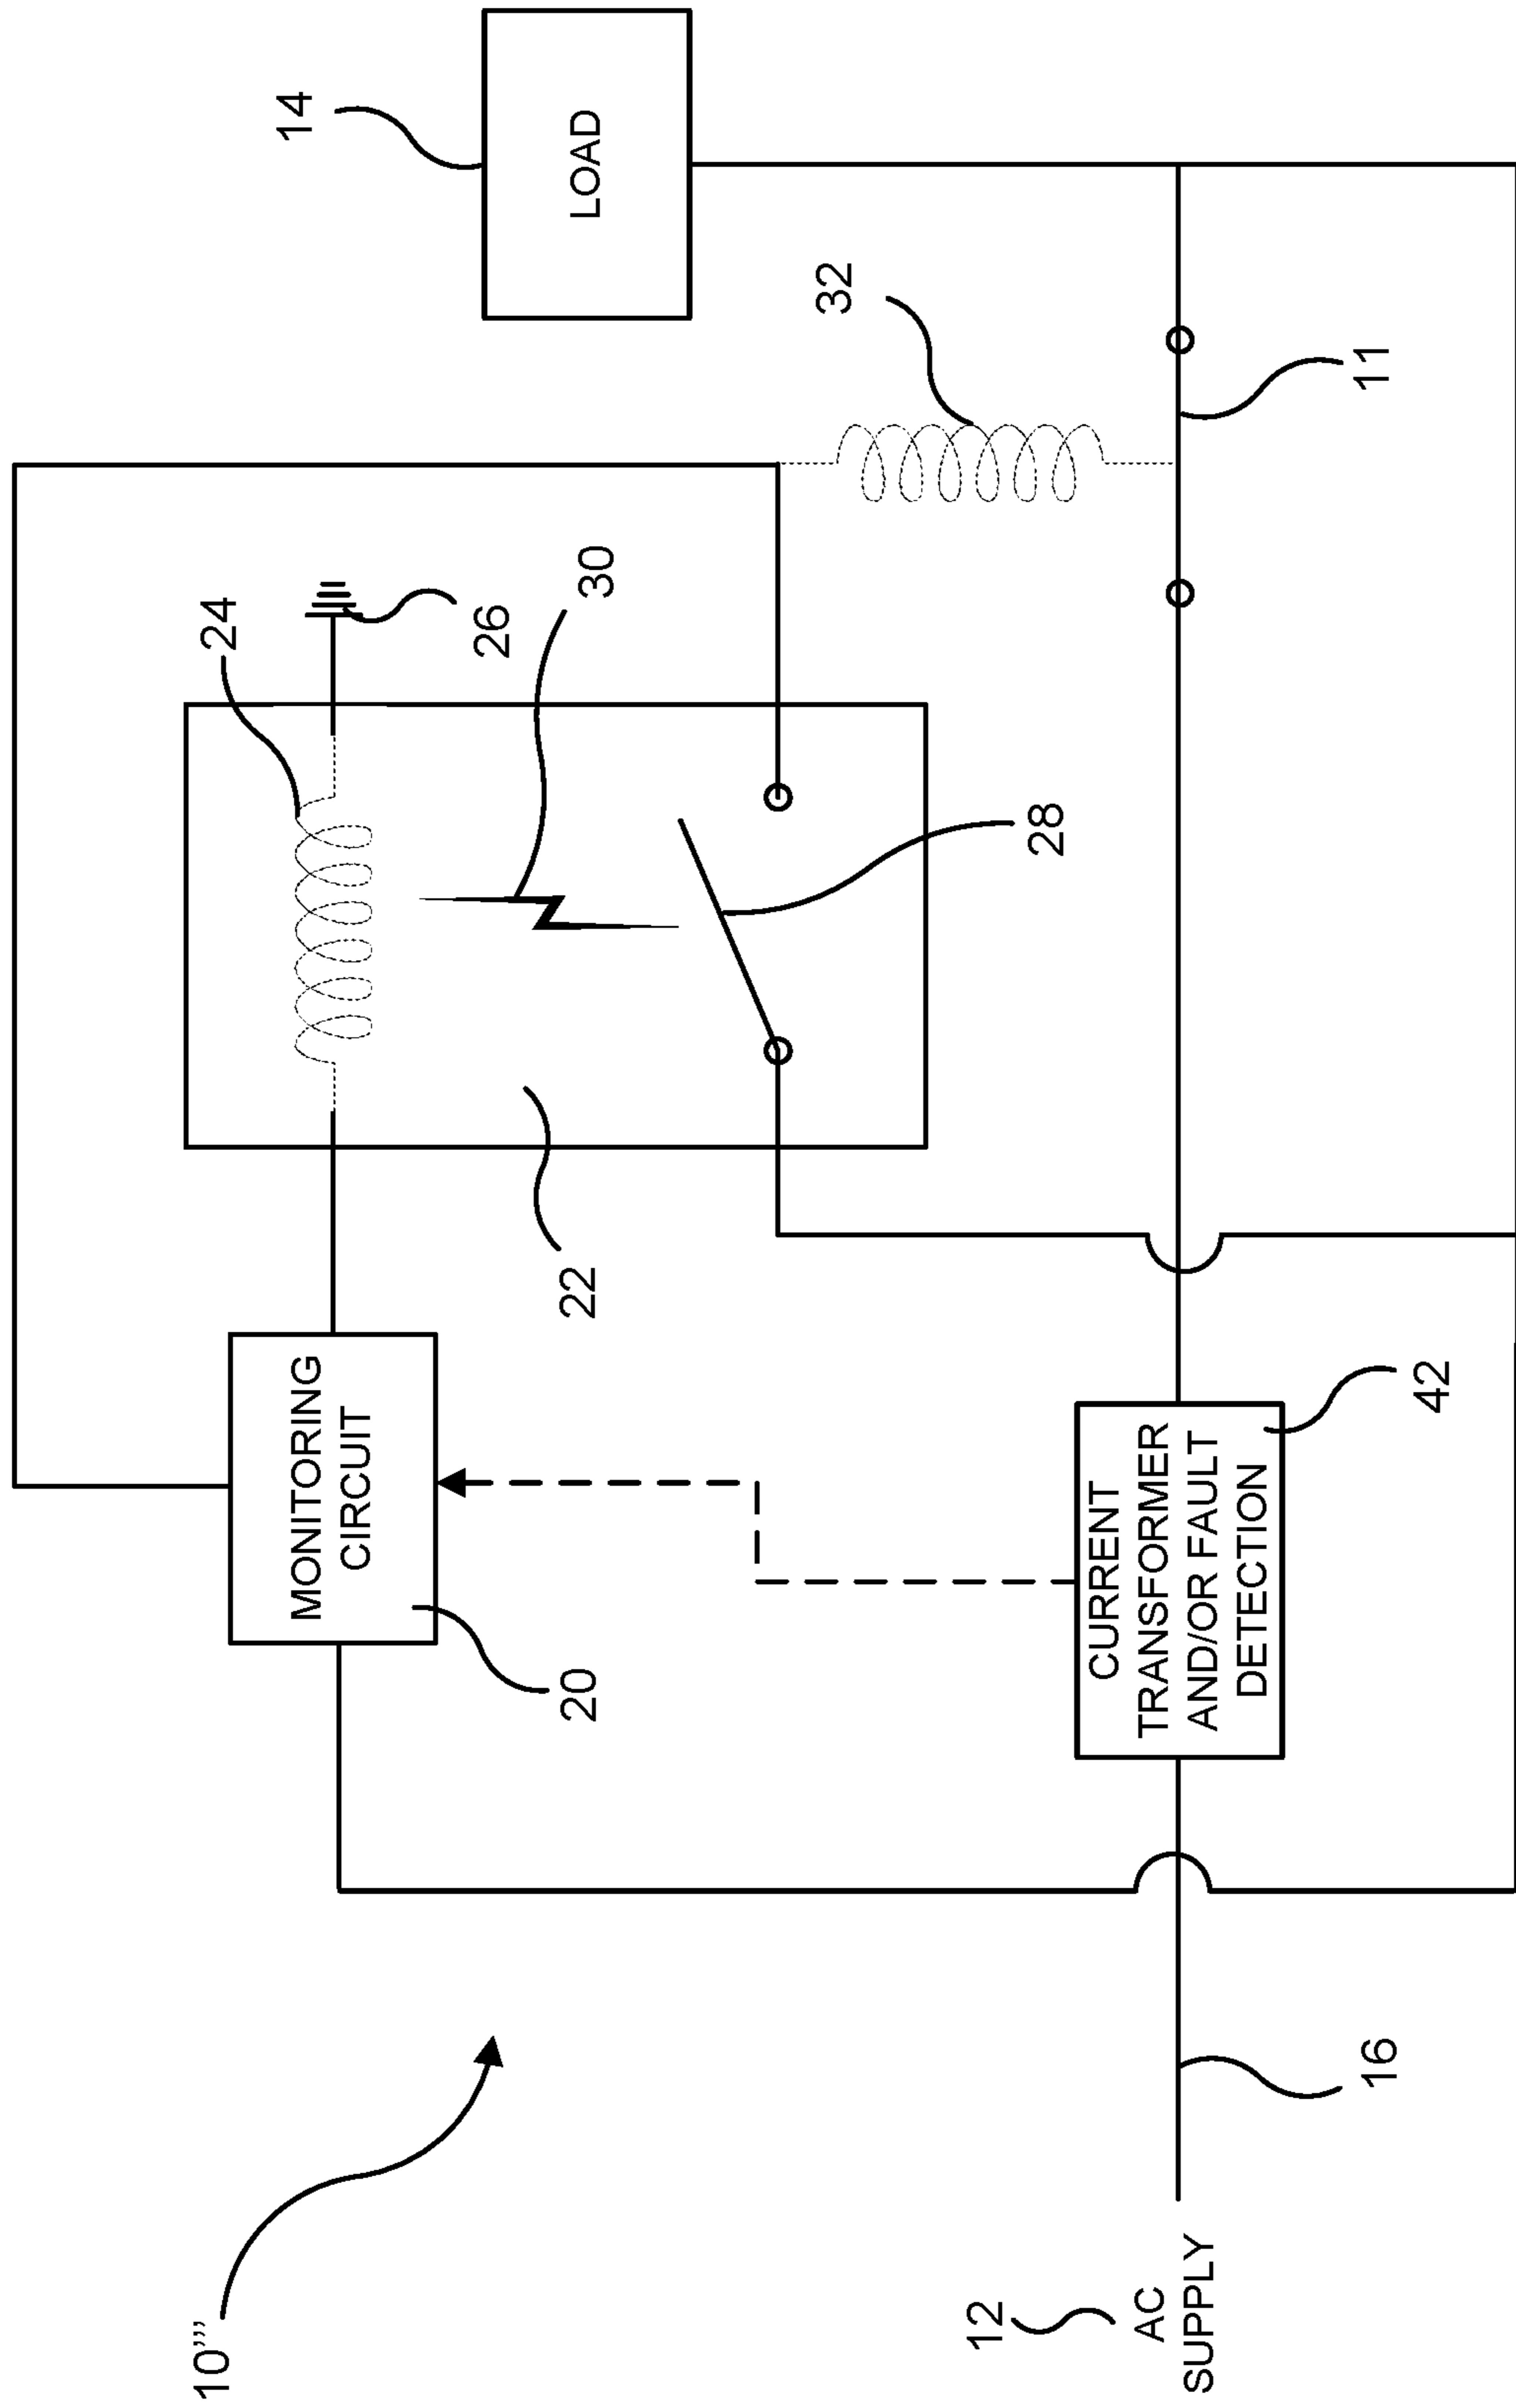 10''''
14
LOAD
24
26
30
32
MONITORING
CIRCUIT
20
22
28
11
12
AC
SUPPLY
16
CURRENT
TRANSFORMER
AND/OR FAULT
DETECTION
42